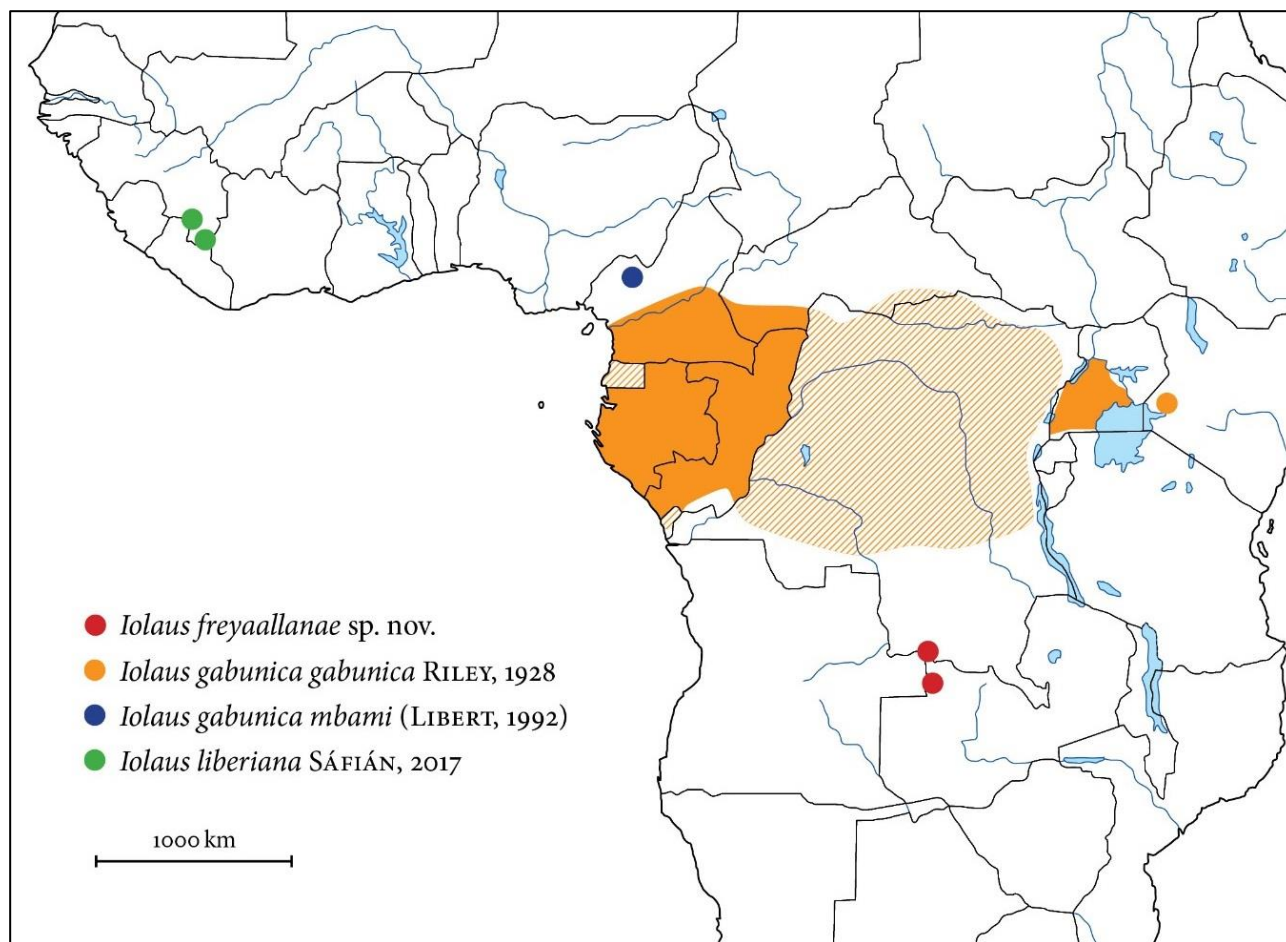 Iolaus freyaallanae sp. nov.
Iolaus gabunica gabunica RILEY, 1928
Iolaus gabunica mbami (LIBERT, 1992)
Iolaus liberiana SÁFIÁN, 2017
1000 km